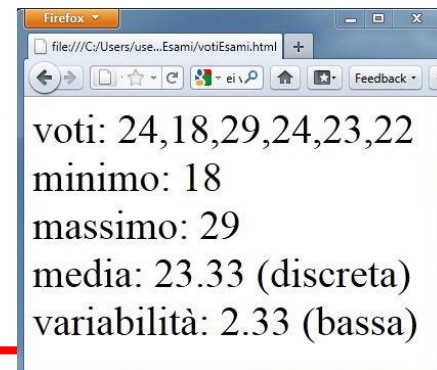 Firefox
file:///C:/Users/use...Esami/votiEsami.html
Feedback
voti: 24,18,29,24,23,22
minimo: 18
massimo: 29
media: 23.33 (discreta)
variabilità: 2.33 (bassa)